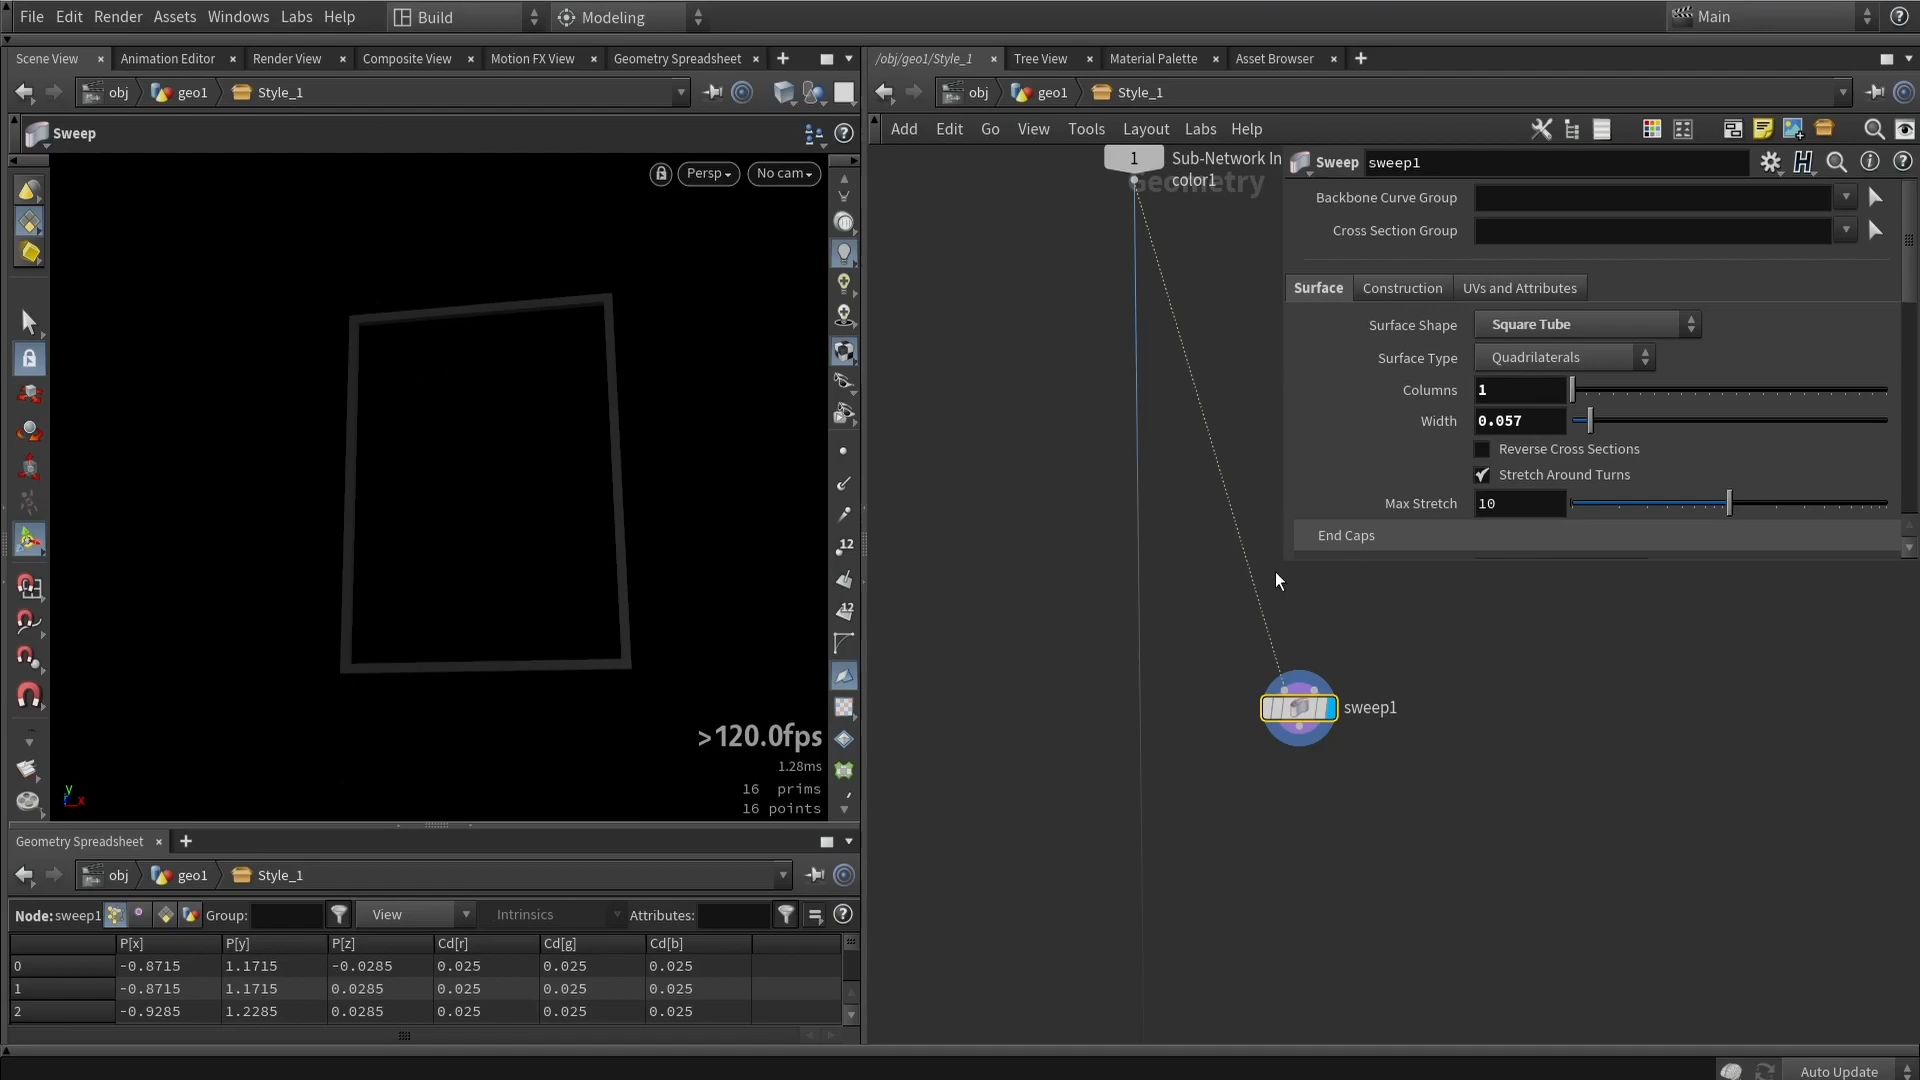 File Edit Render Assets Windows Labs Help Build Modeling Main
Scene View Animation Editor Render View Composite View Motion FX View Geometry Spreadsheet
obj geo1 Style_1
Sweep
Persp No cam
12
12
>120.0fps
1.28ms
16 prims
16 points
y
x
Geometry Spreadsheet
obj geo1 Style_1
Node: sweep1 Group: View Intrinsics Attributes:
P[x] P[y] P[z] Cd[r] Cd[g] Cd[b]
0 -0.8715 1.1715 -0.0285 0.025 0.025 0.025
1 -0.8715 1.1715 0.0285 0.025 0.025 0.025
2 -0.9285 1.2285 0.0285 0.025 0.025 0.025
/obj/geo1/Style_1 Tree View Material Palette Asset Browser
obj geo1 Style_1
Add Edit Go View Tools Layout Labs Help
1 Sub-Network In
color1
Geometry
sweep1
Sweep sweep1
Backbone Curve Group
Cross Section Group
Surface Construction UVs and Attributes
Surface Shape Square Tube
Surface Type Quadrilaterals
Columns 1
Width 0.057
Reverse Cross Sections
Stretch Around Turns
Max Stretch 10
End Caps
Auto Update